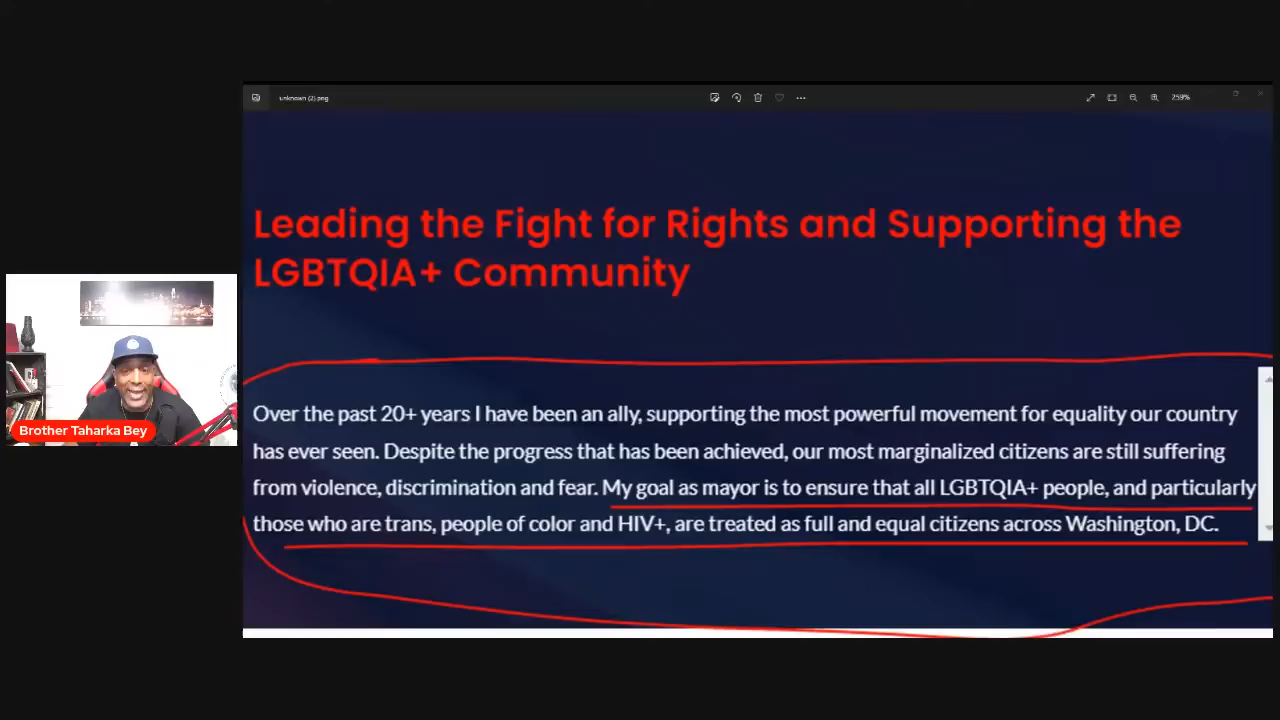 unknown (2).png
259%
Leading the Fight for Rights and Supporting the
LGBTQIA+ Community
Over the past 20+ years I have been an ally, supporting the most powerful movement for equality our country
has ever seen. Despite the progress that has been achieved, our most marginalized citizens are still suffering
from violence, discrimination and fear. My goal as mayor is to ensure that all LGBTQIA+ people, and particularly
those who are trans, people of color and HIV+, are treated as full and equal citizens across Washington, DC.
Brother Taharka Bey